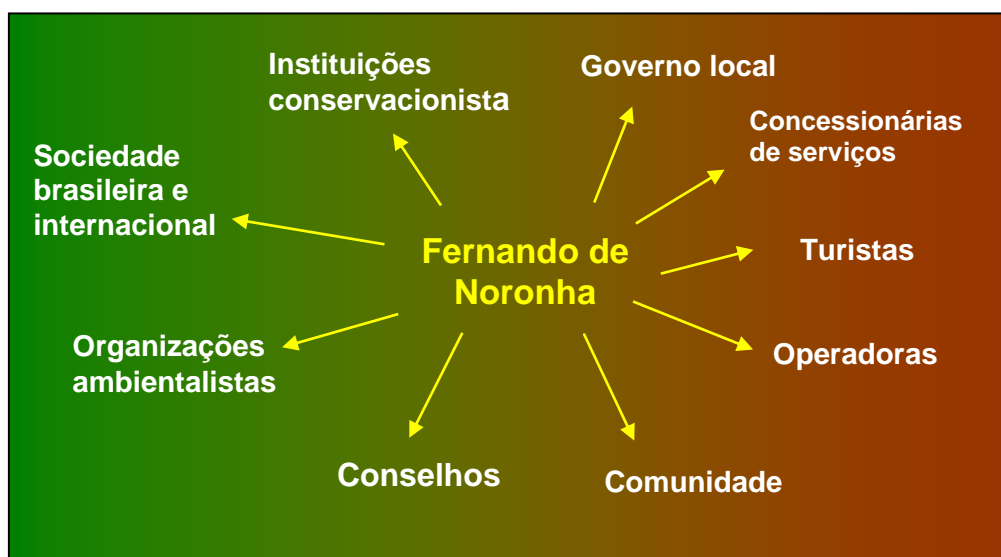 Instituições
conservacionista
Governo local
Concessionárias
de serviços
Sociedade
brasileira e
internacional
Fernando de
Noronha
Turistas
Organizações
ambientalistas
Operadoras
Conselhos
Comunidade